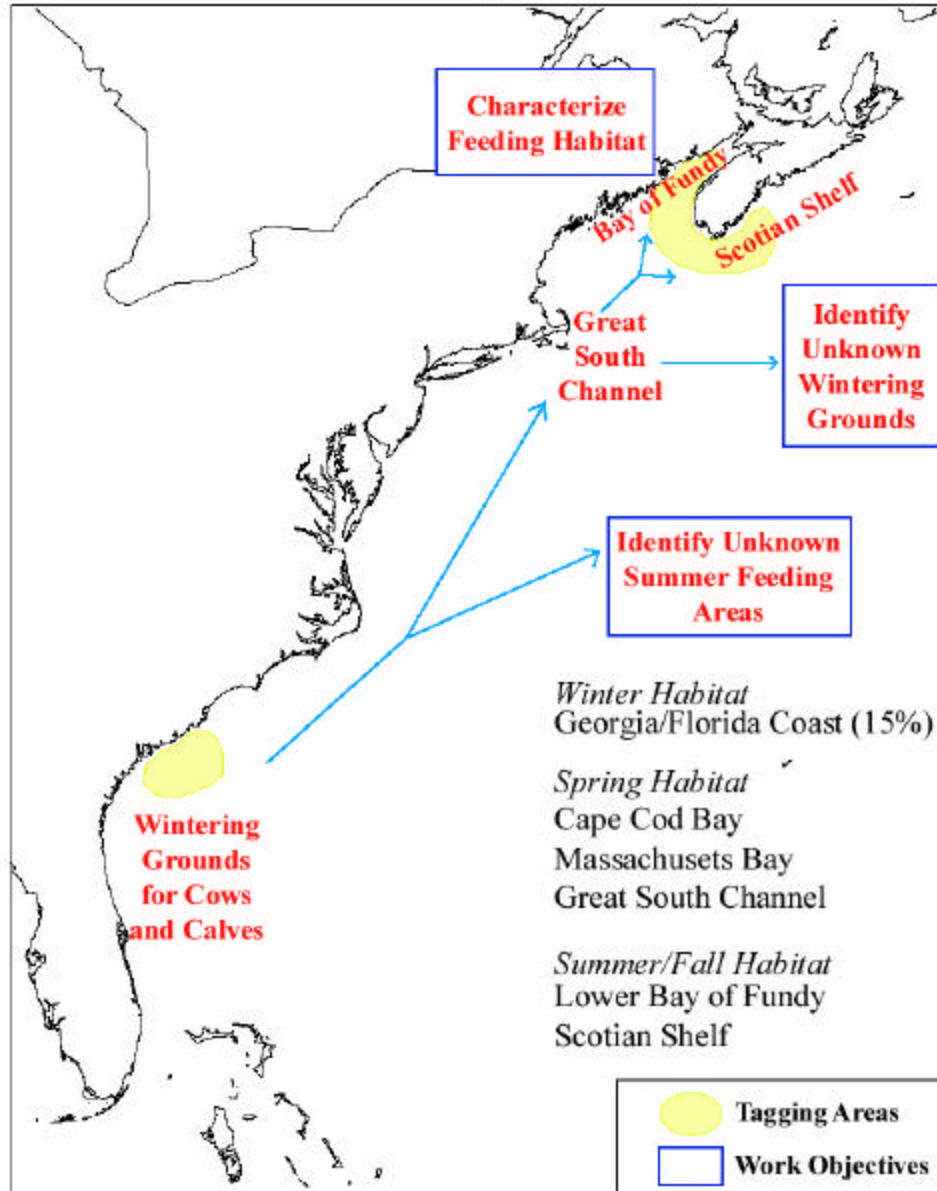 Characterize
Feeding Habitat
Bay of Fundy
Scotian Shelf
Great
South
Channel
Identify
Unknown
Wintering
Grounds
Identify Unknown
Summer Feeding
Areas
Wintering
Grounds
for Cows
and Calves
Winter Habitat
Georgia/Florida Coast (15%)
Spring Habitat
Cape Cod Bay
Massachusets Bay
Great South Channel
Summer/Fall Habitat
Lower Bay of Fundy
Scotian Shelf
Tagging Areas
Work Objectives